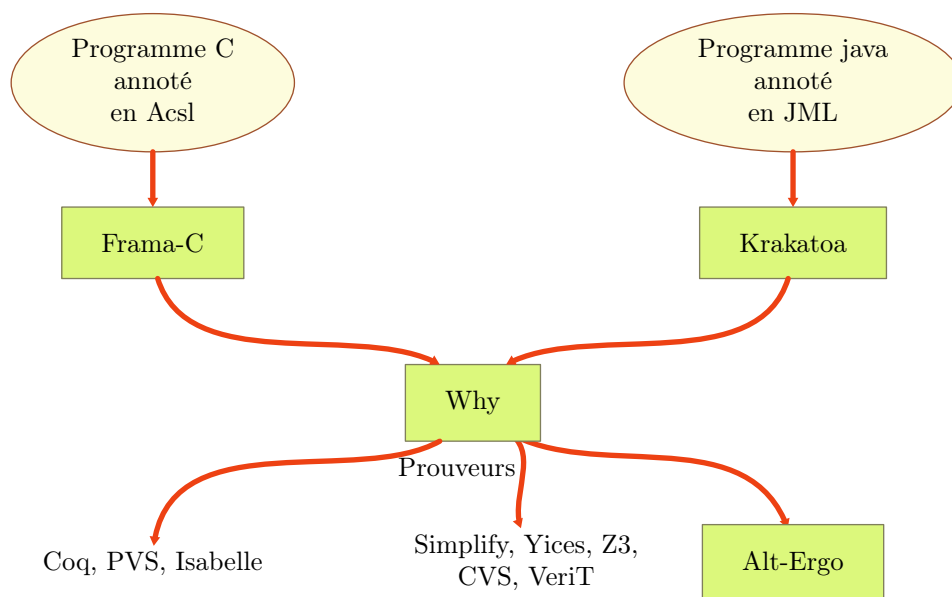 Programme C
annoté
en Acsl
Programme java
annoté
en JML
Frama-C
Krakatoa
Why
Prouveurs
Coq, PVS, Isabelle
Simplify, Yices, Z3,
CVS, VeriT
Alt-Ergo